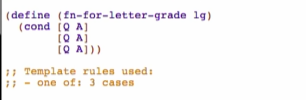 (define (fn-for-letter-grade lg)
(cond [Q A]
[Q A]
[Q A]))
;; Template rules used:
;; - one of: 3 cases